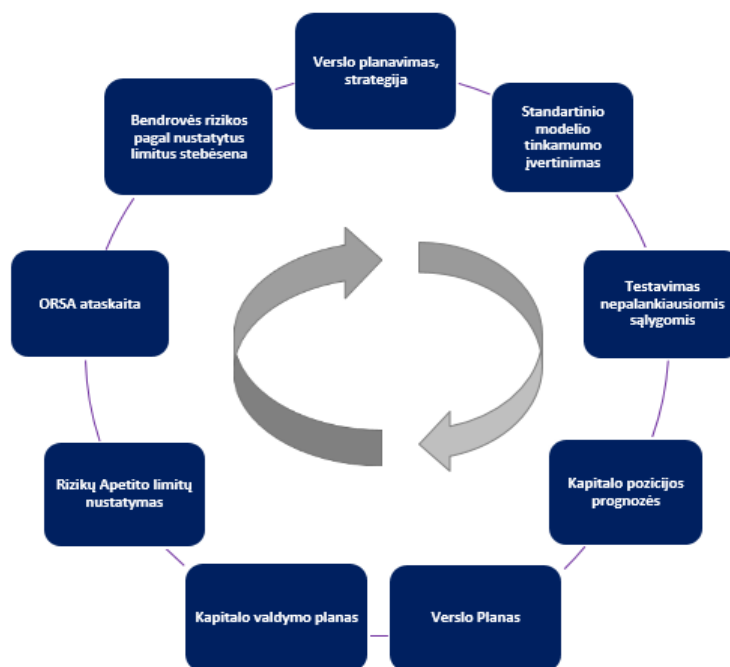 Verslo planavimas,
strategija
Standartinio
modelio
tinkamumo
įvertinimas
Testavimas
nepalankiausiomis
sąlygomis
Kapitalo pozicijos
prognozės
Verslo Planas
Kapitalo valdymo planas
Rizikų Apetito limitų
nustatymas
ORSA ataskaita
Bendrovės rizikos
pagal nustatytus
limitus stebėsena